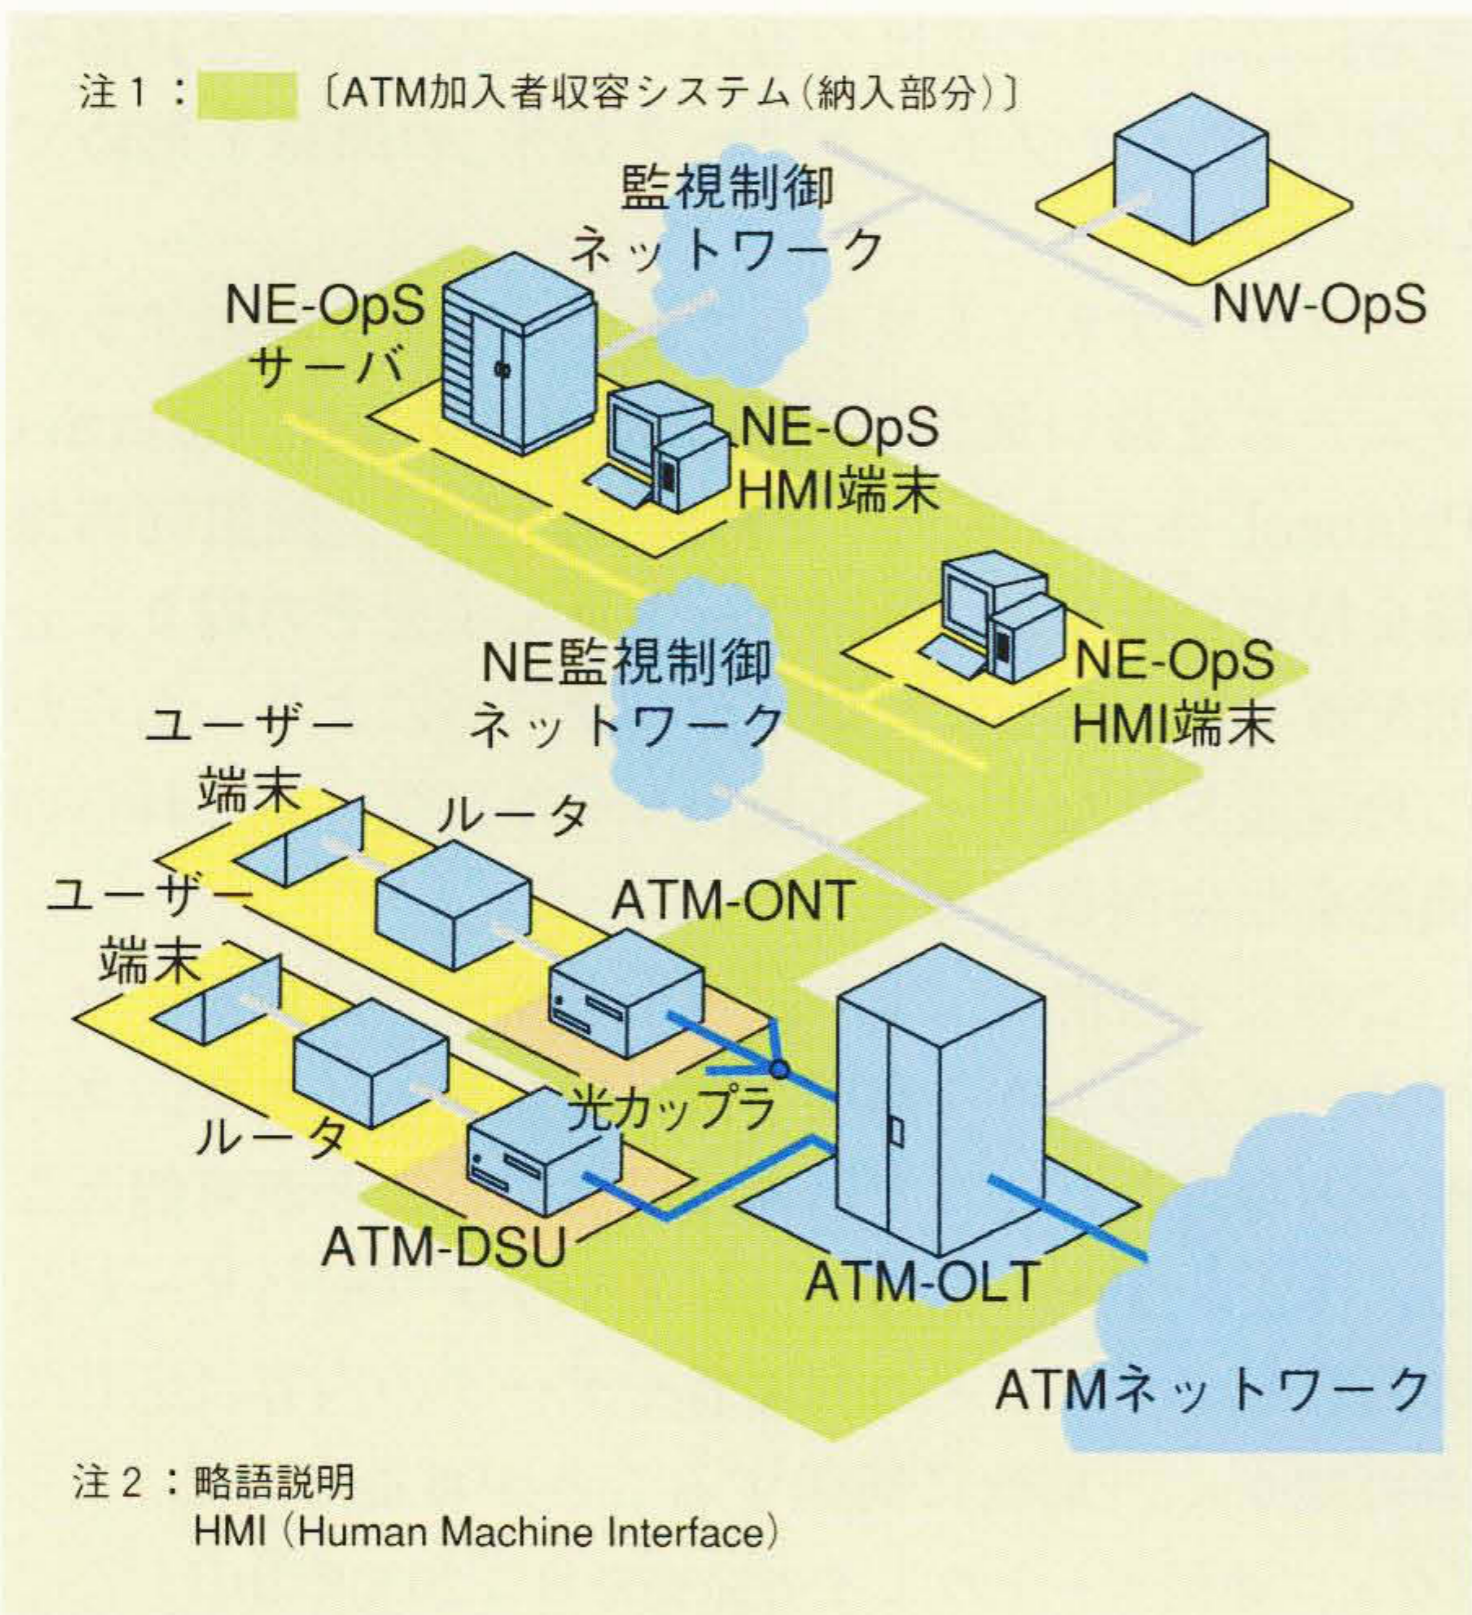 注1：〔ATM加入者収容システム（納入部分）〕
監視制御
ネットワーク
NW-OpS
NE-OpS
サーバ
NE-OpS
HMI端末
NE監視制御
ネットワーク
NE-OpS
HMI端末
ユーザー
端末
ルータ
ATM-ONT
ユーザー
端末
ルータ
光カップラ
ATM-DSU
ATM-OLT
ATMネットワーク
注2：略語説明
HMI（Human Machine Interface）